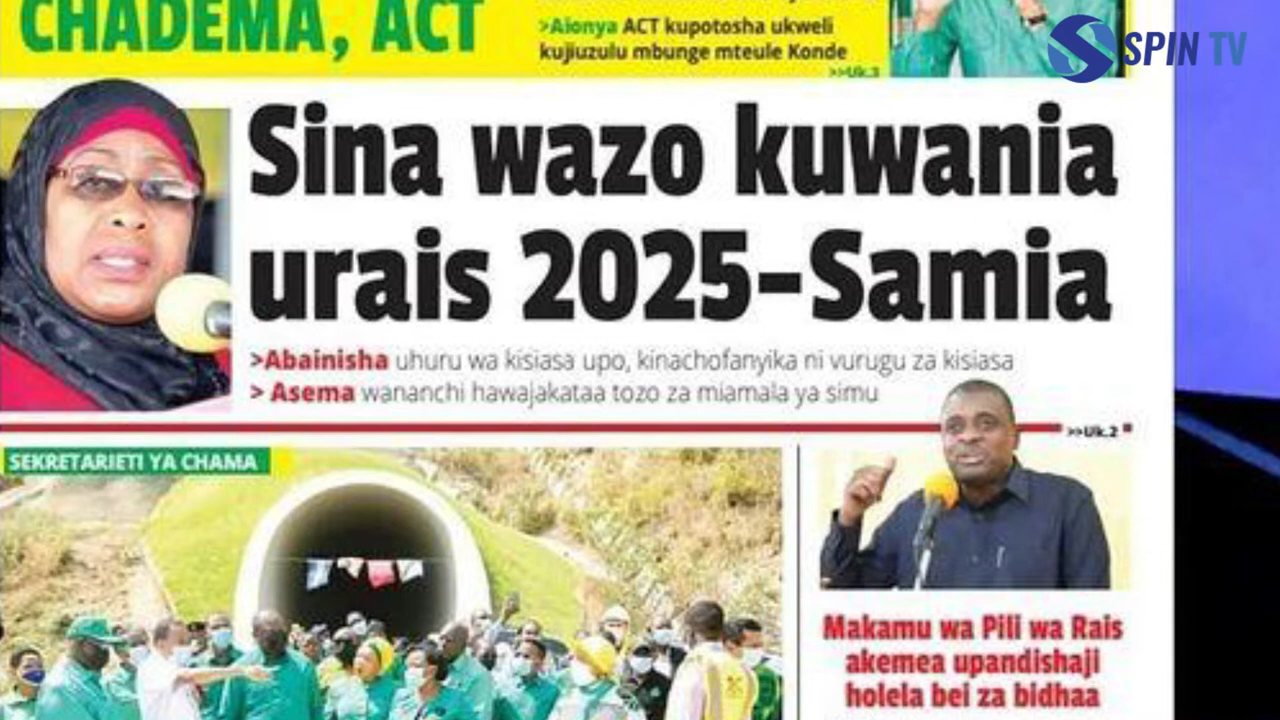 CHADEMA, ACT
>Aionya ACT kupotosha ukweli
kujiuzulu mbunge mteule Konde
>>Uk.3
SPIN TV
Sina wazo kuwania
urais 2025-Samia
>Abainisha uhuru wa kisiasa upo, kinachofanyika ni vurugu za kisiasa
> Asema wananchi hawajakataa tozo za miamala ya simu
>>Uk.2
SEKRETARIETI YA CHAMA
Makamu wa Pili wa Rais
akemea upandishaji
holela bei za bidhaa